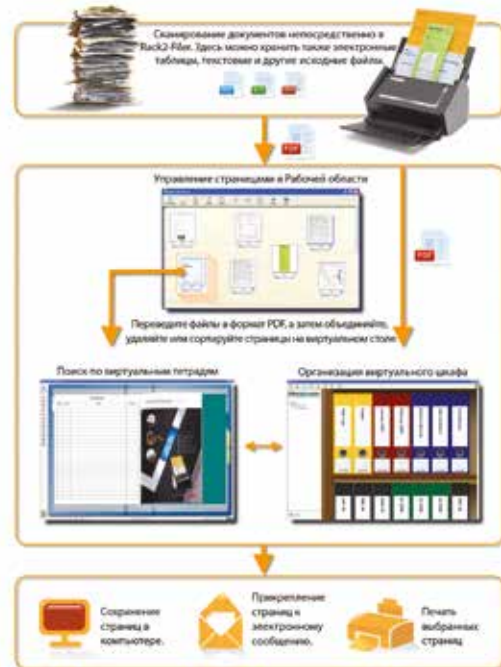 Сканирование документов непосредственно в
Rack2-Filer. Здесь можно хранить также электронные
таблицы, текстовые и другие исходные файлы.
PDF
Управление страницами в Рабочей области
PDF
Переведите файлы в формат PDF, а затем объединяйте,
удаляйте или сортируйте страницы на виртуальном столе
Поиск по виртуальным тетрадям
Организация виртуального шкафа
Сохранение
страниц в
компьютере.
Прикрепление
страниц к
электронному
сообщению.
Печать
выбранных
страниц